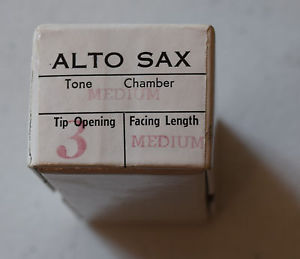 ALTO SAX
Tone Chamber
MEDIUM
Tip Opening Facing Length
3 MEDIUM